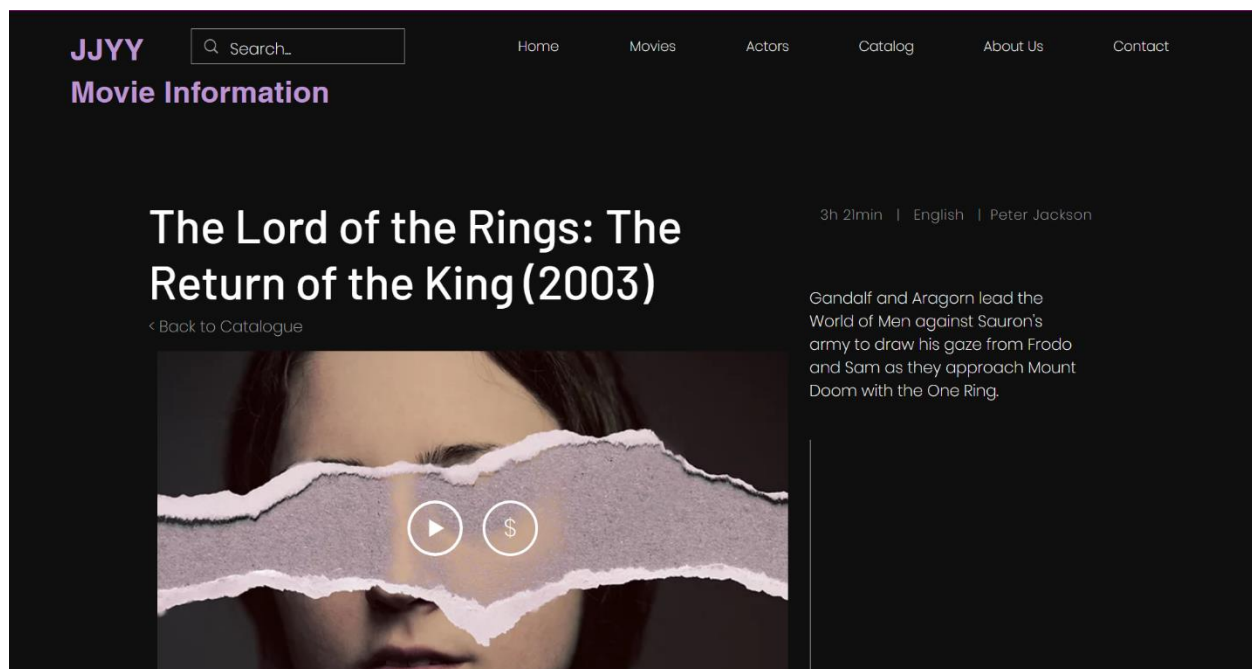 JJYY
Movie Information
Search...
Home
Movies
Actors
Catalog
About Us
Contact
The Lord of the Rings: The
Return of the King (2003)
< Back to Catalogue
3h 21min | English | Peter Jackson
Gandalf and Aragorn lead the
World of Men against Sauron's
army to draw his gaze from Frodo
and Sam as they approach Mount
Doom with the One Ring.
$